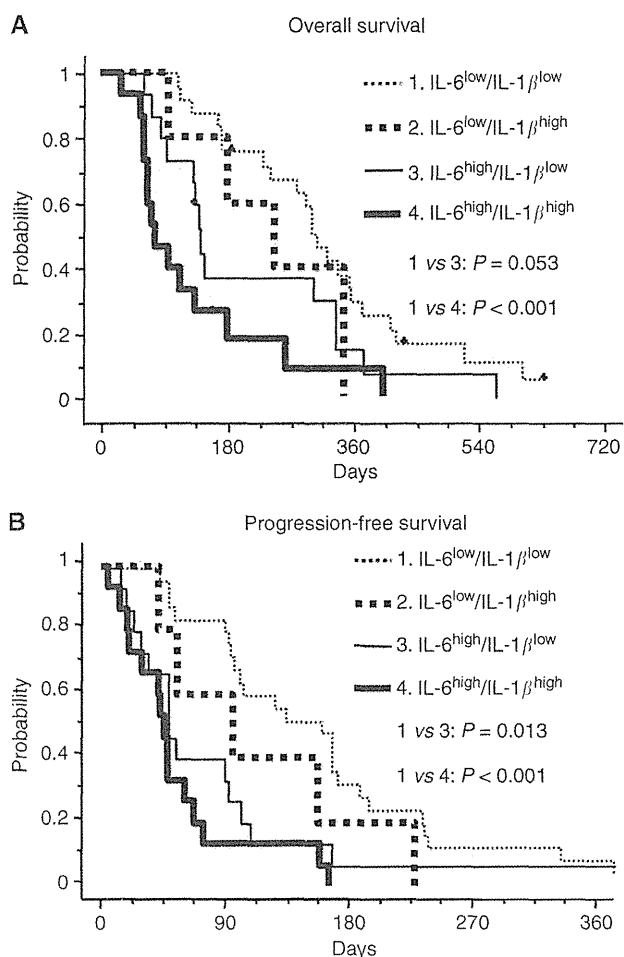 A
Overall survival
Probability
1
0.8
0.6
0.4
0.2
0
1. IL-6low/IL-1βlow
2. IL-6low/IL-1βhigh
3. IL-6high/IL-1βlow
4. IL-6high/IL-1βhigh
1 vs 3: P = 0.053
1 vs 4: P < 0.001
0 180 360 540 720
Days
B
Progression-free survival
Probability
1
0.8
0.6
0.4
0.2
0
1. IL-6low/IL-1βlow
2. IL-6low/IL-1βhigh
3. IL-6high/IL-1βlow
4. IL-6high/IL-1βhigh
1 vs 3: P = 0.013
1 vs 4: P < 0.001
0 90 180 270 360
Days